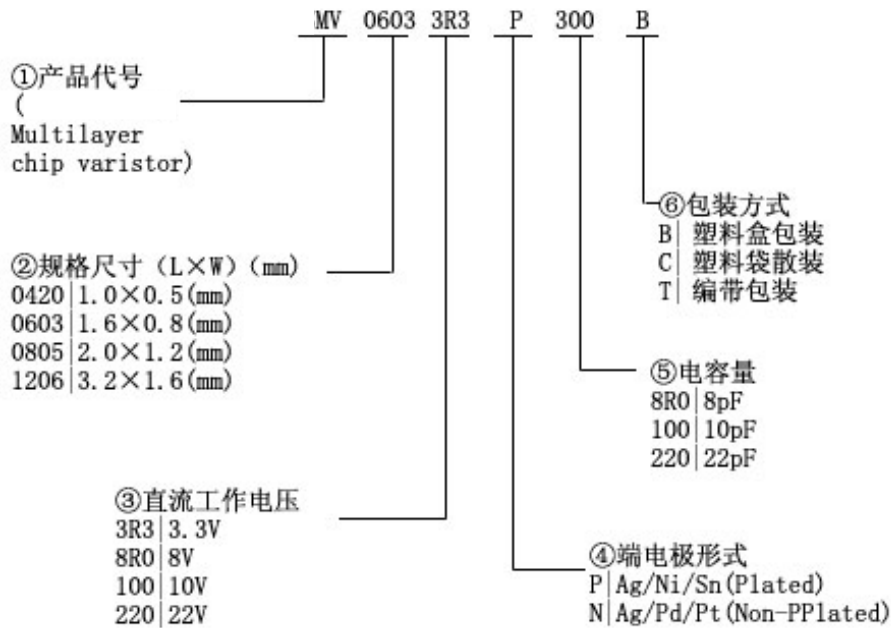 MV 0603 3R3 P 300 B
①产品代号
(
Multilayer
chip varistor)
②规格尺寸（L×W）(mm)
0420|1.0×0.5(mm)
0603|1.6×0.8(mm)
0805|2.0×1.2(mm)
1206|3.2×1.6(mm)
③直流工作电压
3R3|3.3V
8R0|8V
100|10V
220|22V
④端电极形式
P|Ag/Ni/Sn(Plated)
N|Ag/Pd/Pt(Non-PPlated)
⑤电容量
8R0|8pF
100|10pF
220|22pF
⑥包装方式
B|塑料盒包装
C|塑料袋散装
T|编带包装